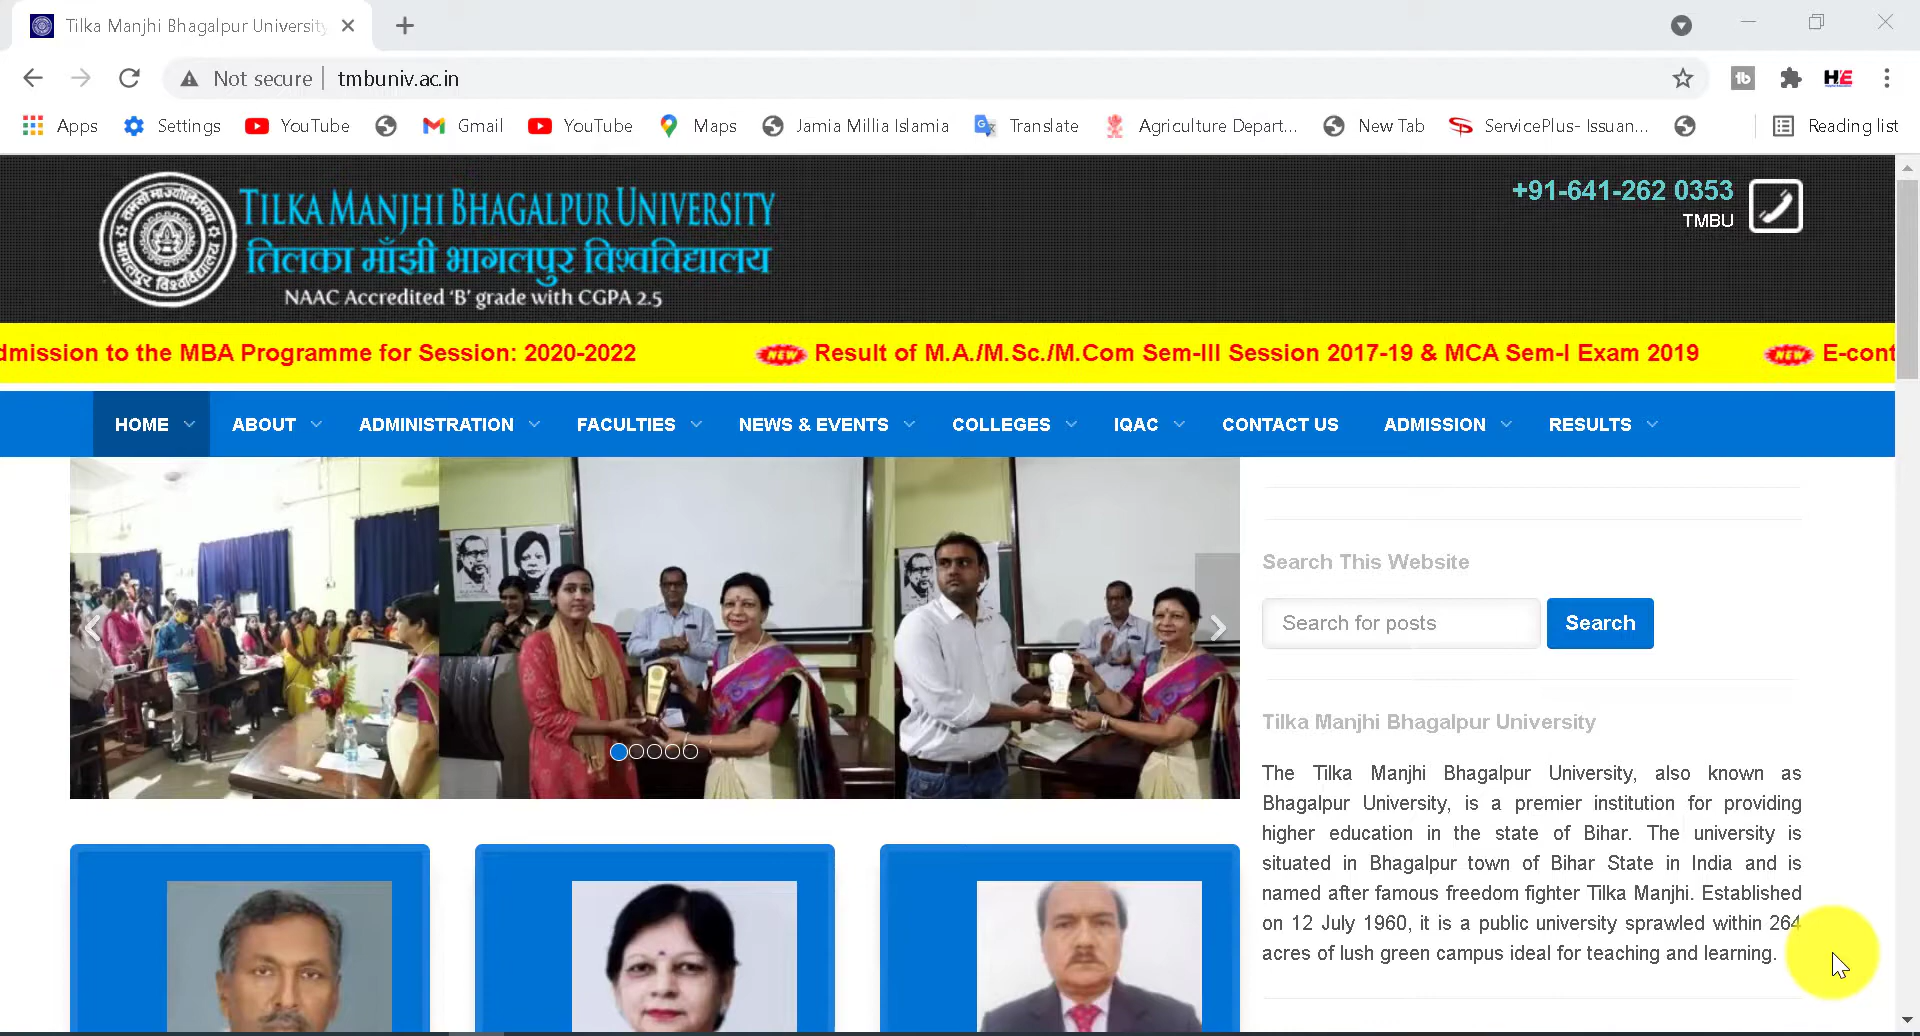 Tilka Manjhi Bhagalpur University
Not secure | tmbuniv.ac.in
Apps Settings YouTube Gmail YouTube Maps Jamia Millia Islamia Translate Agriculture Depart... New Tab ServicePlus- Issuan... Reading list
TILKA MANJHI BHAGALPUR UNIVERSITY
तिलका माँझी भागलपुर विश्वविद्यालय
NAAC Accredited ‘B’ grade with CGPA 2.5
+91-641-262 0353
TMBU
dmission to the MBA Programme for Session: 2020-2022 NEW Result of M.A./M.Sc./M.Com Sem-III Session 2017-19 & MCA Sem-I Exam 2019 NEW E-cont
HOME ABOUT ADMINISTRATION FACULTIES NEWS & EVENTS COLLEGES IQAC CONTACT US ADMISSION RESULTS
Search This Website
Search for posts Search
Tilka Manjhi Bhagalpur University
The Tilka Manjhi Bhagalpur University, also known as
Bhagalpur University, is a premier institution for providing
higher education in the state of Bihar. The university is
situated in Bhagalpur town of Bihar State in India and is
named after famous freedom fighter Tilka Manjhi. Established
on 12 July 1960, it is a public university sprawled within 264
acres of lush green campus ideal for teaching and learning.